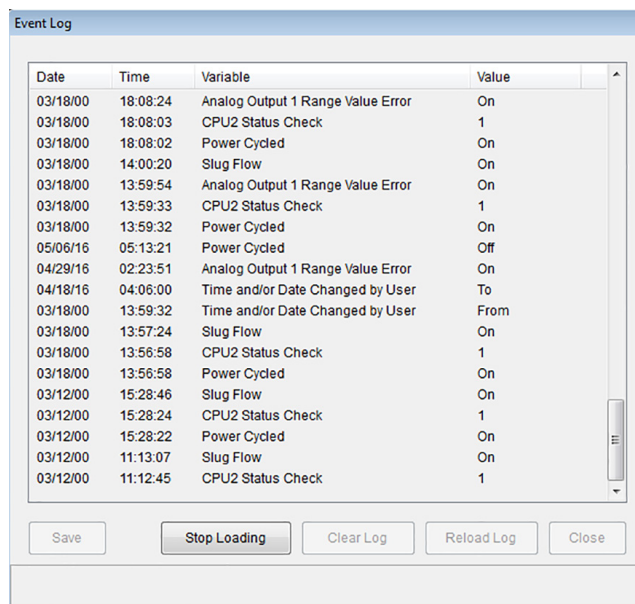 Event Log
Date Time Variable Value
03/18/00 18:08:24 Analog Output 1 Range Value Error On
03/18/00 18:08:03 CPU2 Status Check 1
03/18/00 18:08:02 Power Cycled On
03/18/00 14:00:20 Slug Flow On
03/18/00 13:59:54 Analog Output 1 Range Value Error On
03/18/00 13:59:33 CPU2 Status Check 1
03/18/00 13:59:32 Power Cycled On
05/06/16 05:13:21 Power Cycled Off
04/29/16 02:23:51 Analog Output 1 Range Value Error On
04/18/16 04:06:00 Time and/or Date Changed by User To
03/18/00 13:59:32 Time and/or Date Changed by User From
03/18/00 13:57:24 Slug Flow On
03/18/00 13:56:58 CPU2 Status Check 1
03/18/00 13:56:58 Power Cycled On
03/12/00 15:28:46 Slug Flow On
03/12/00 15:28:24 CPU2 Status Check 1
03/12/00 15:28:22 Power Cycled On
03/12/00 11:13:07 Slug Flow On
03/12/00 11:12:45 CPU2 Status Check 1
Save Stop Loading Clear Log Reload Log Close